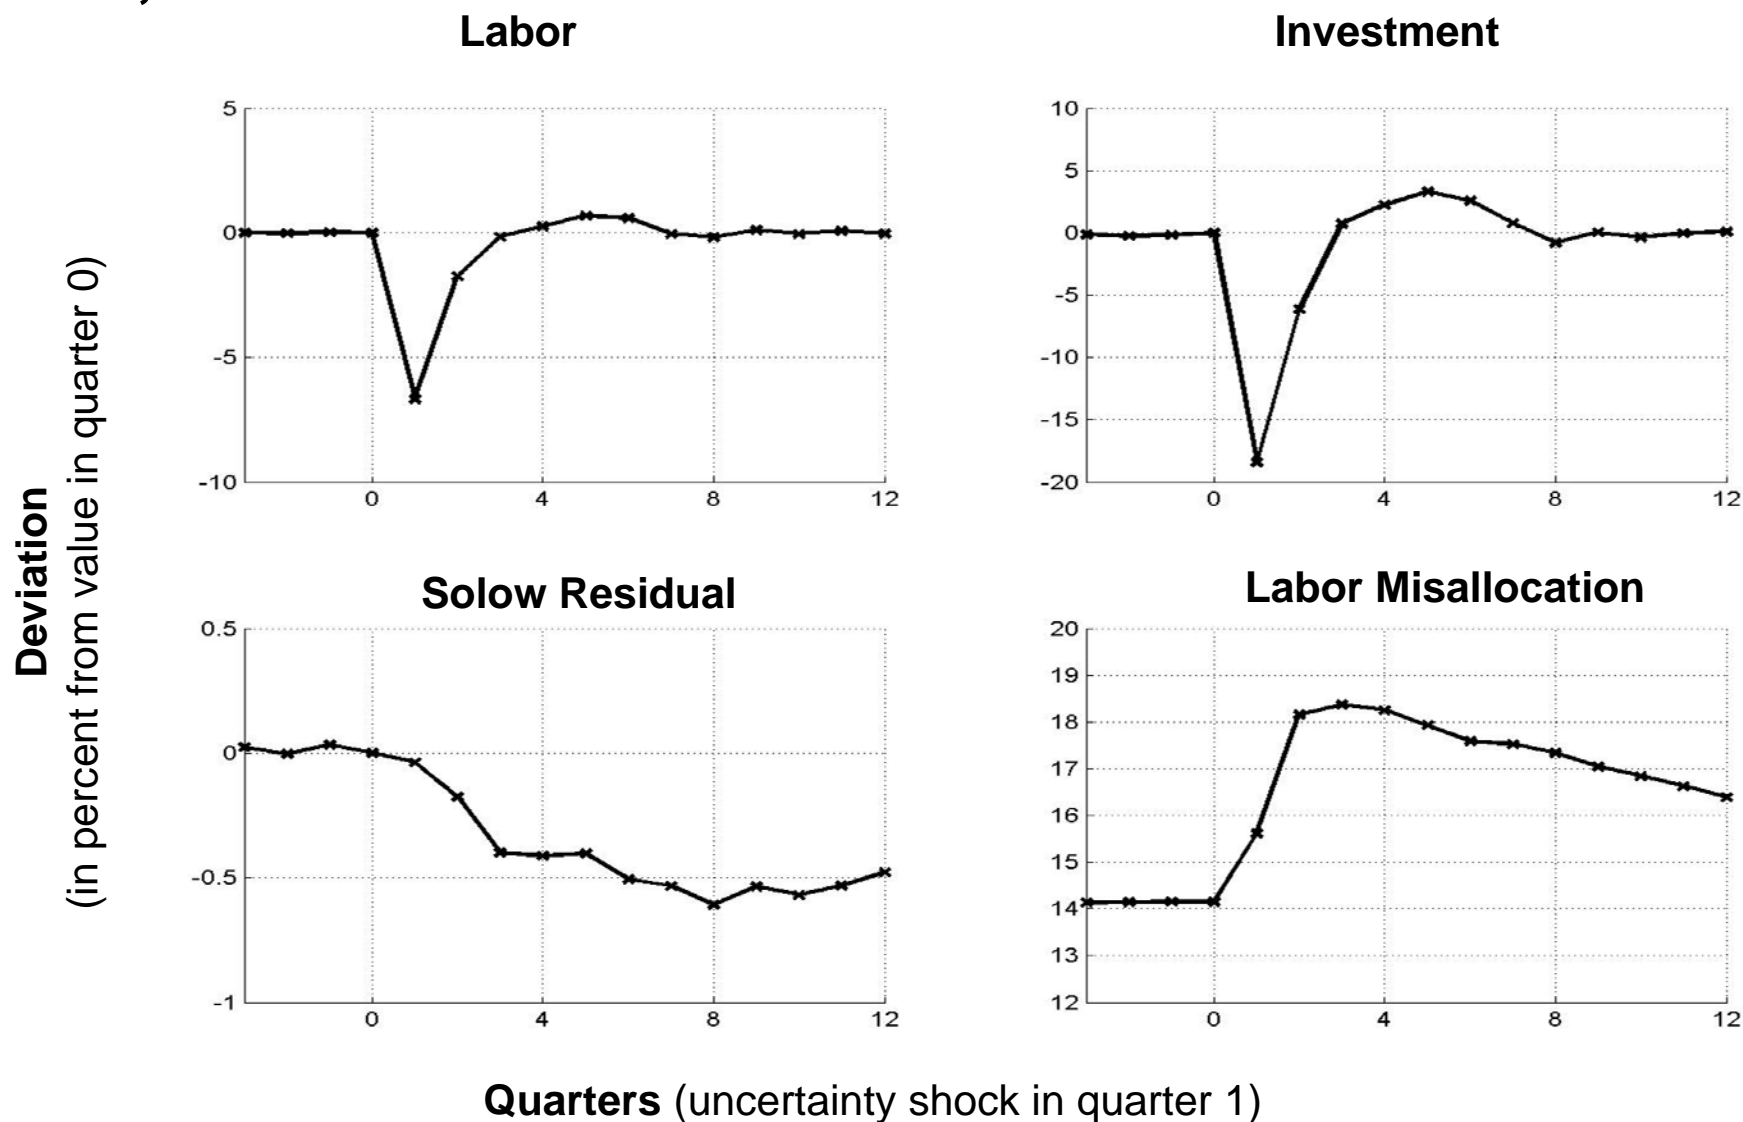 Labor
5
0
-5
-10
0 4 8 12
Investment
10
5
0
-5
-10
-15
-20
0 4 8 12
Deviation
(in percent from value in quarter 0)
Solow Residual
0.5
0
-0.5
-1
0 4 8 12
Labor Misallocation
20
19
18
17
16
15
14
13
12
0 4 8 12
Quarters (uncertainty shock in quarter 1)